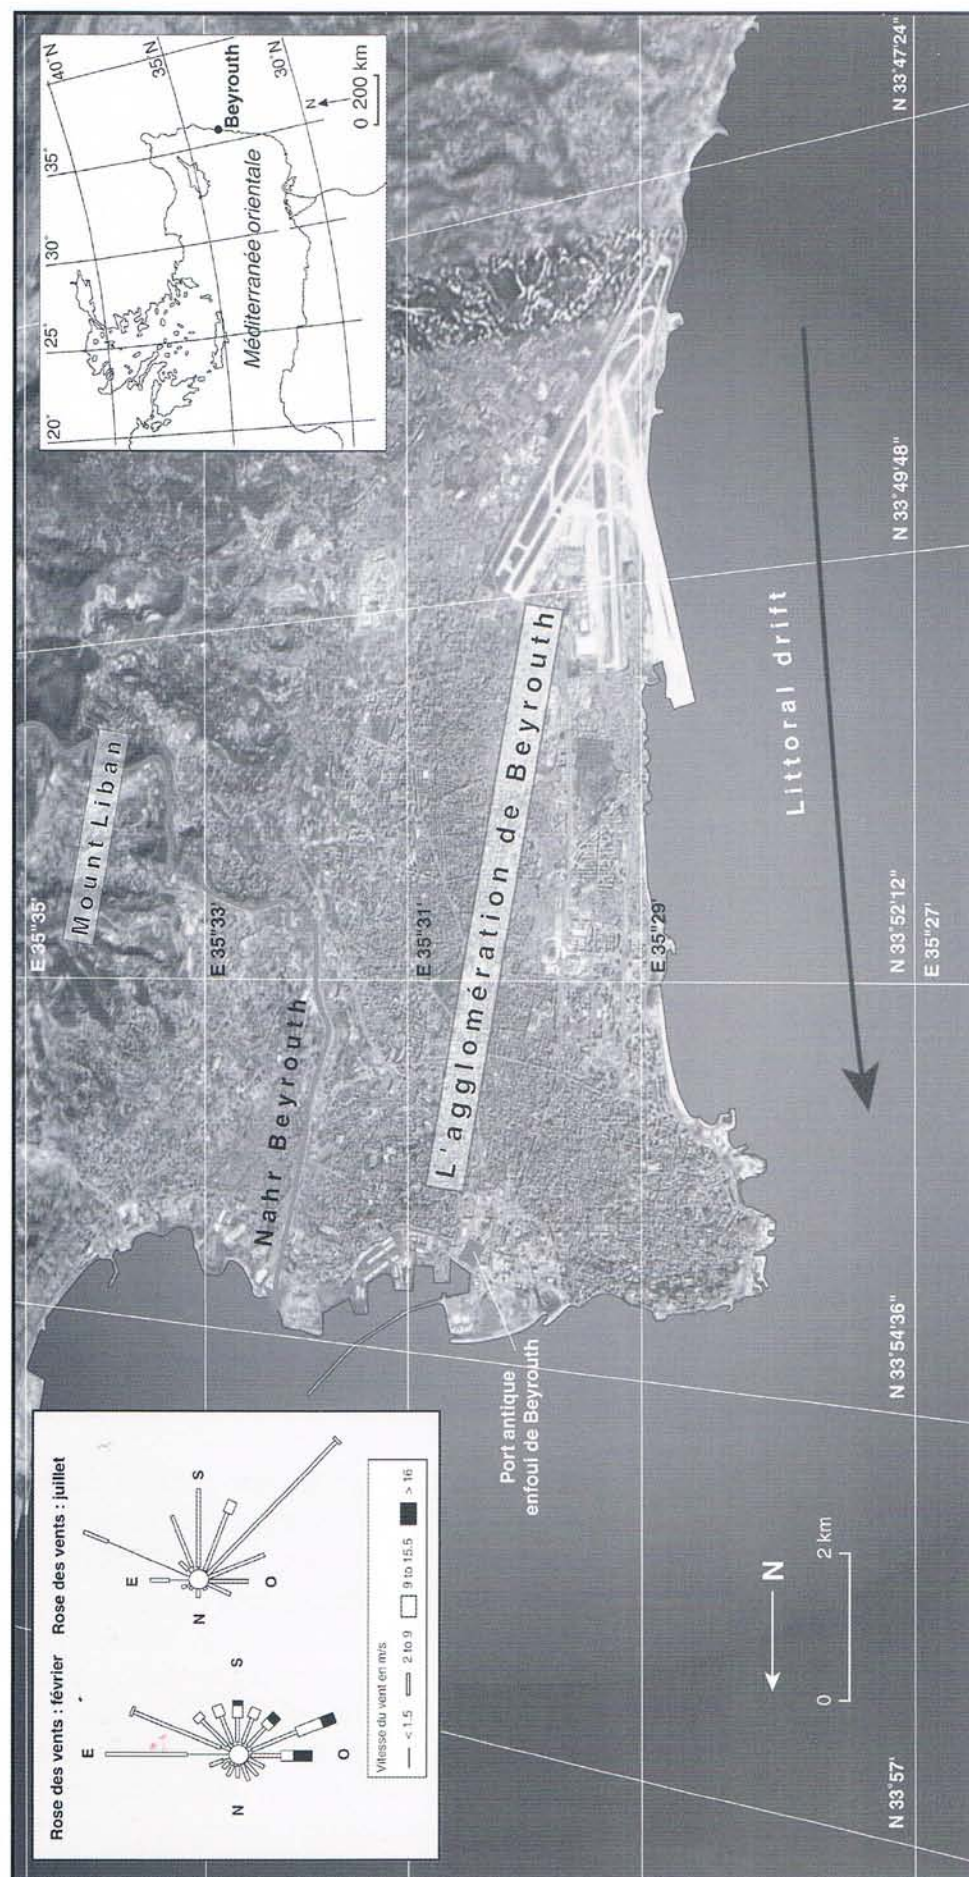 Rose des vents : février
Rose des vents : juillet
E
N
S
O
E
N
S
O
Vitesse du vent en m/s
< 1.5
2 to 9
9 to 15.5
> 16
40°N
35°N
30°N
20°
25°
30°
35°
Beyrouth
Méditerranée orientale
N
0 200 km
Mount Liban
Nahr Beyrouth
L'agglomération de Beyrouth
Port antique
enfoui de Beyrouth
Littoral drift
E 35"35'
E 35"33'
E 35"31'
E 35"29'
E 35"27'
N 33°57'
N 33°54'36"
N 33°52'12"
N 33°49'48"
N 33°47'24"
N
0 2 km